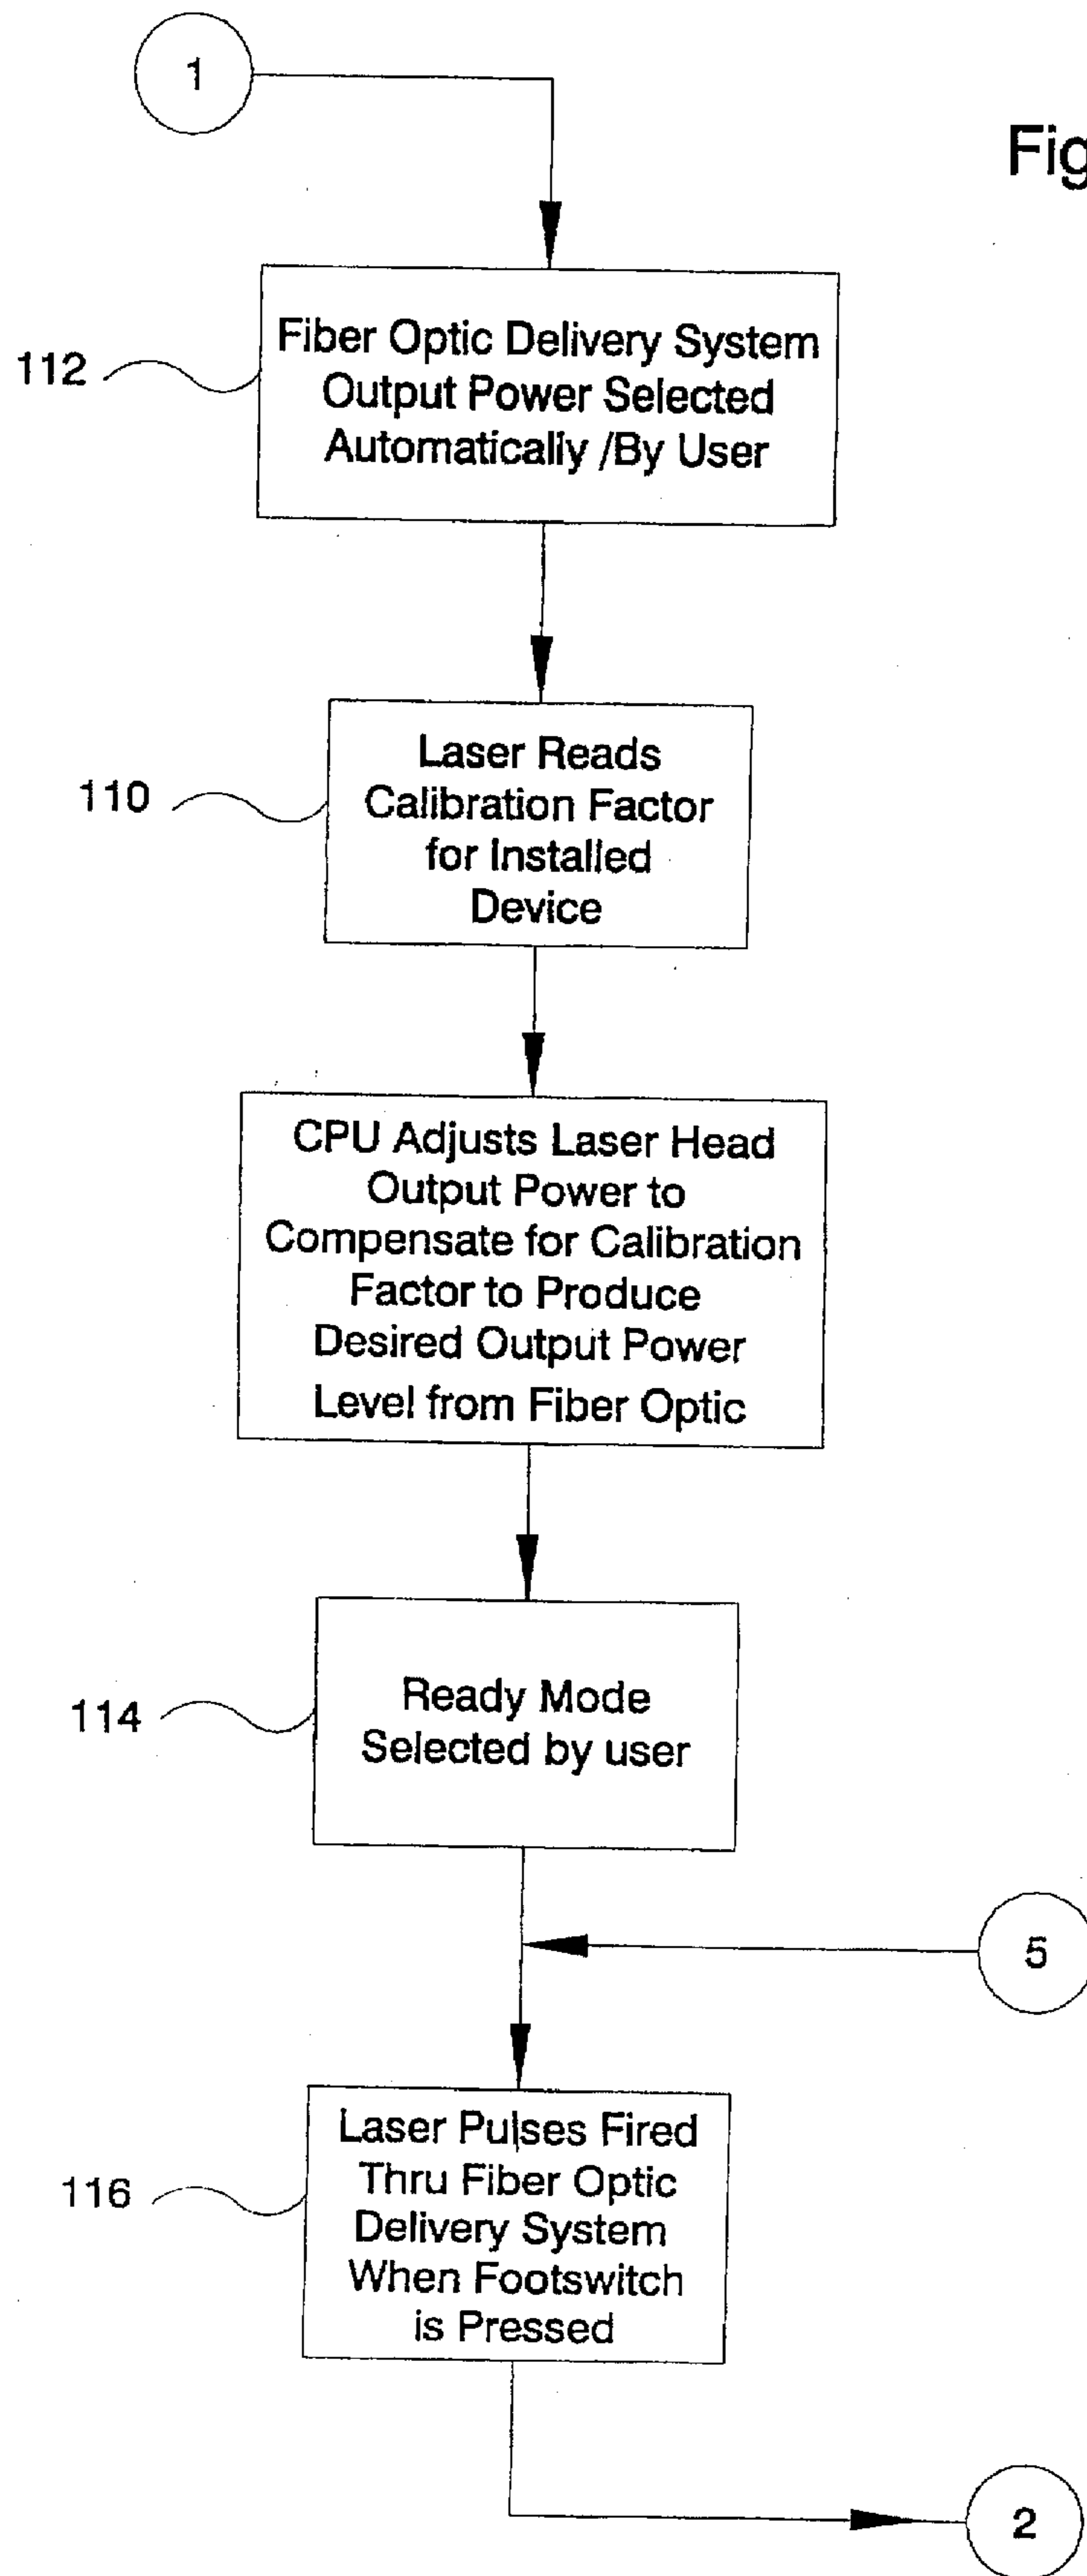 1
Fig
112
Fiber Optic Delivery System
Output Power Selected
Automatically /By User
110
Laser Reads
Calibration Factor
for Installed
Device
CPU Adjusts Laser Head
Output Power to
Compensate for Calibration
Factor to Produce
Desired Output Power
Level from Fiber Optic
114
Ready Mode
Selected by user
5
116
Laser Pulses Fired
Thru Fiber Optic
Delivery System
When Footswitch
is Pressed
2